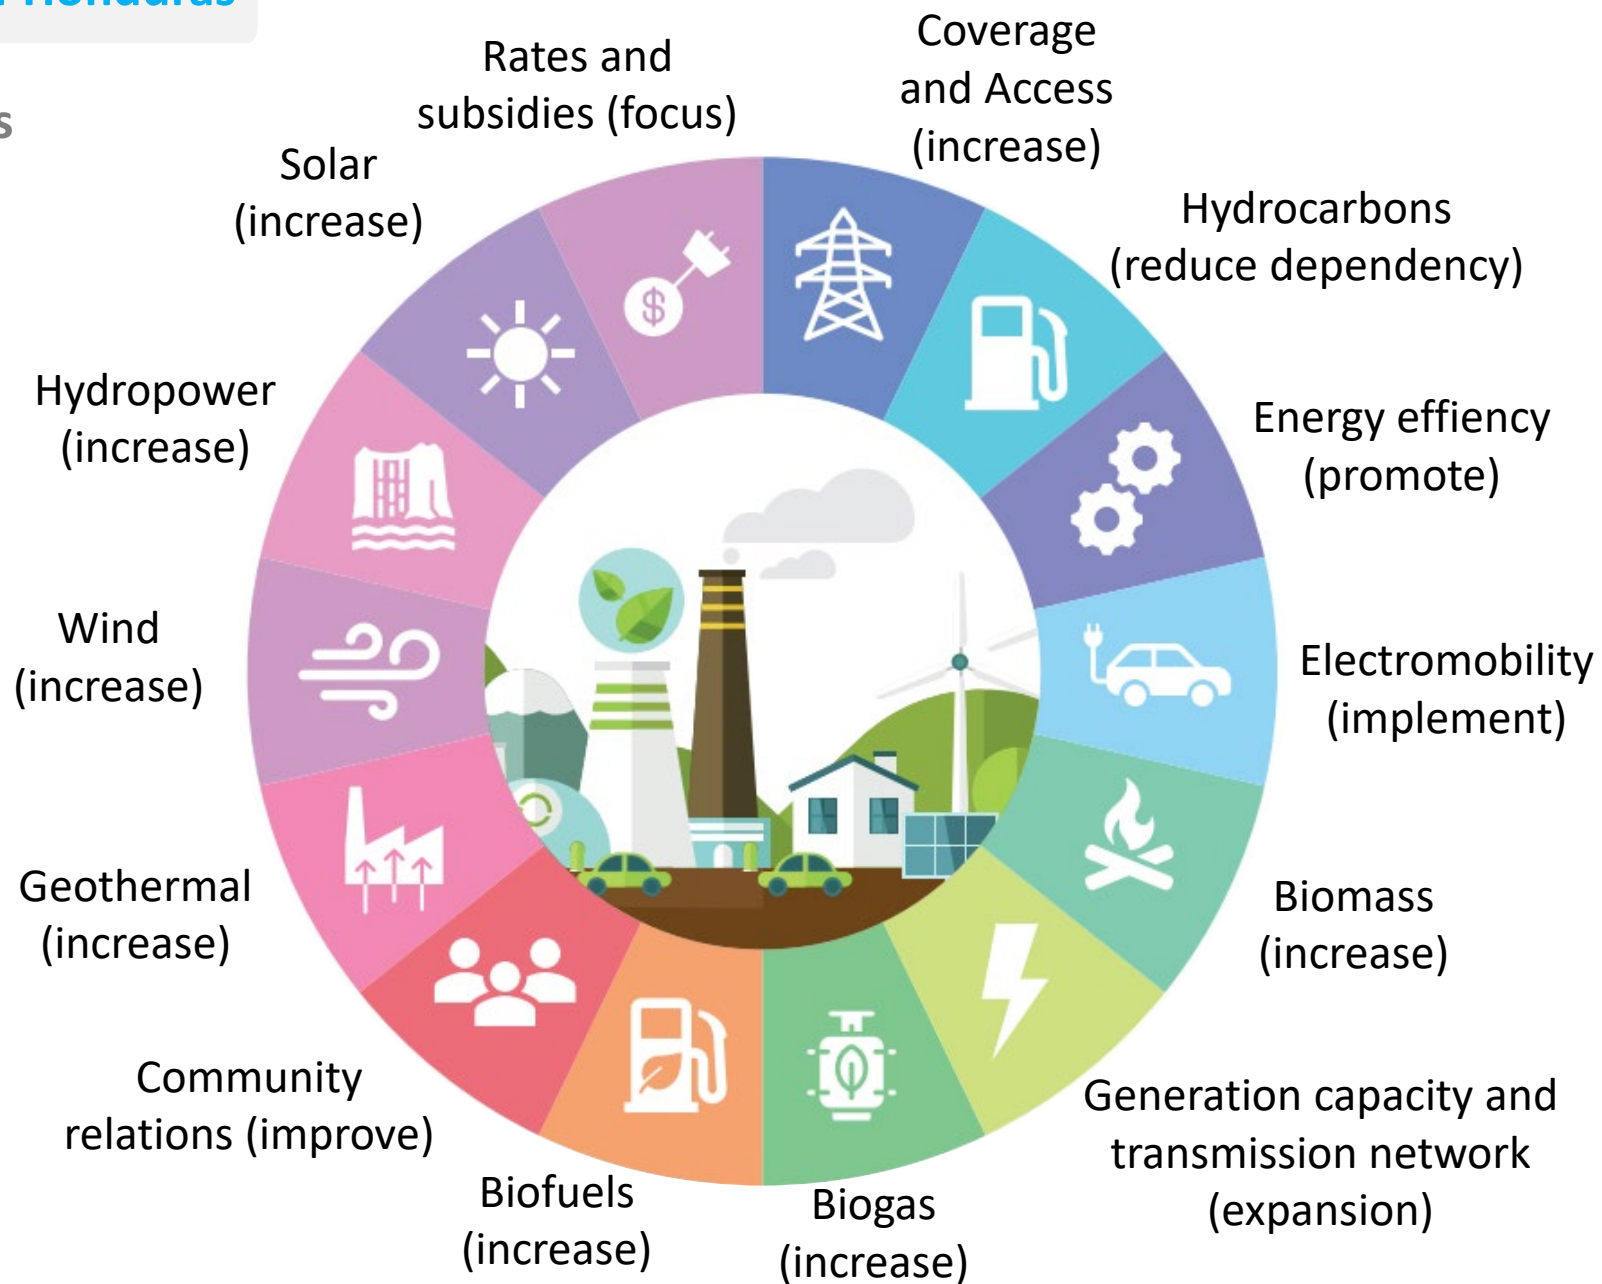 Honduras
s
Rates and
subsidies (focus)
Coverage
and Access
(increase)
Solar
(increase)
Hydrocarbons
(reduce dependency)
Hydropower
(increase)
Energy effiency
(promote)
Wind
(increase)
Electromobility
(implement)
Geothermal
(increase)
Biomass
(increase)
Community
relations (improve)
Generation capacity and
transmission network
(expansion)
Biofuels
(increase)
Biogas
(increase)
$